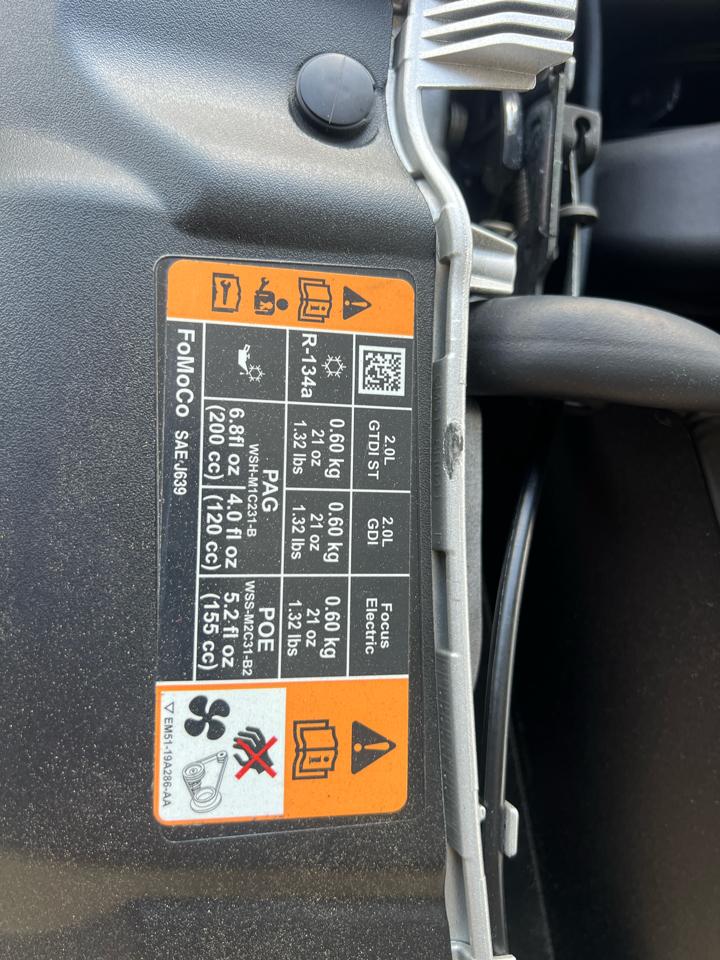 2.0L
GTDI ST
2.0L
GDI
Focus
Electric
R-134a
0.60 kg
21 oz
1.32 lbs
0.60 kg
21 oz
1.32 lbs
0.60 kg
21 oz
1.32 lbs
PAG
WSH-M1C231-B
6.8fl oz
(200 cc)
4.0 fl oz
(120 cc)
POE
WSS-M2C31-B2
5.2 fl oz
(155 cc)
FoMoCo SAE J639
EM51-19A286-AA